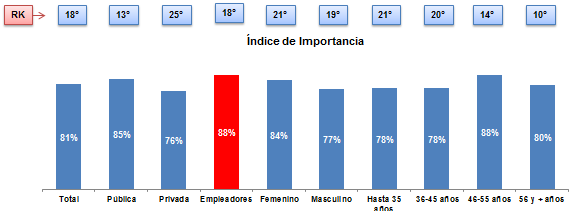 RK 18° 13° 25° 18° 21° 19° 21° 20° 14° 10°
Índice de Importancia
81% 85% 76% 88% 84% 77% 78% 78% 88% 80%
Total Pública Privada Empleadores Femenino Masculino Hasta 35 años 36-45 años 46-55 años 56 y + años